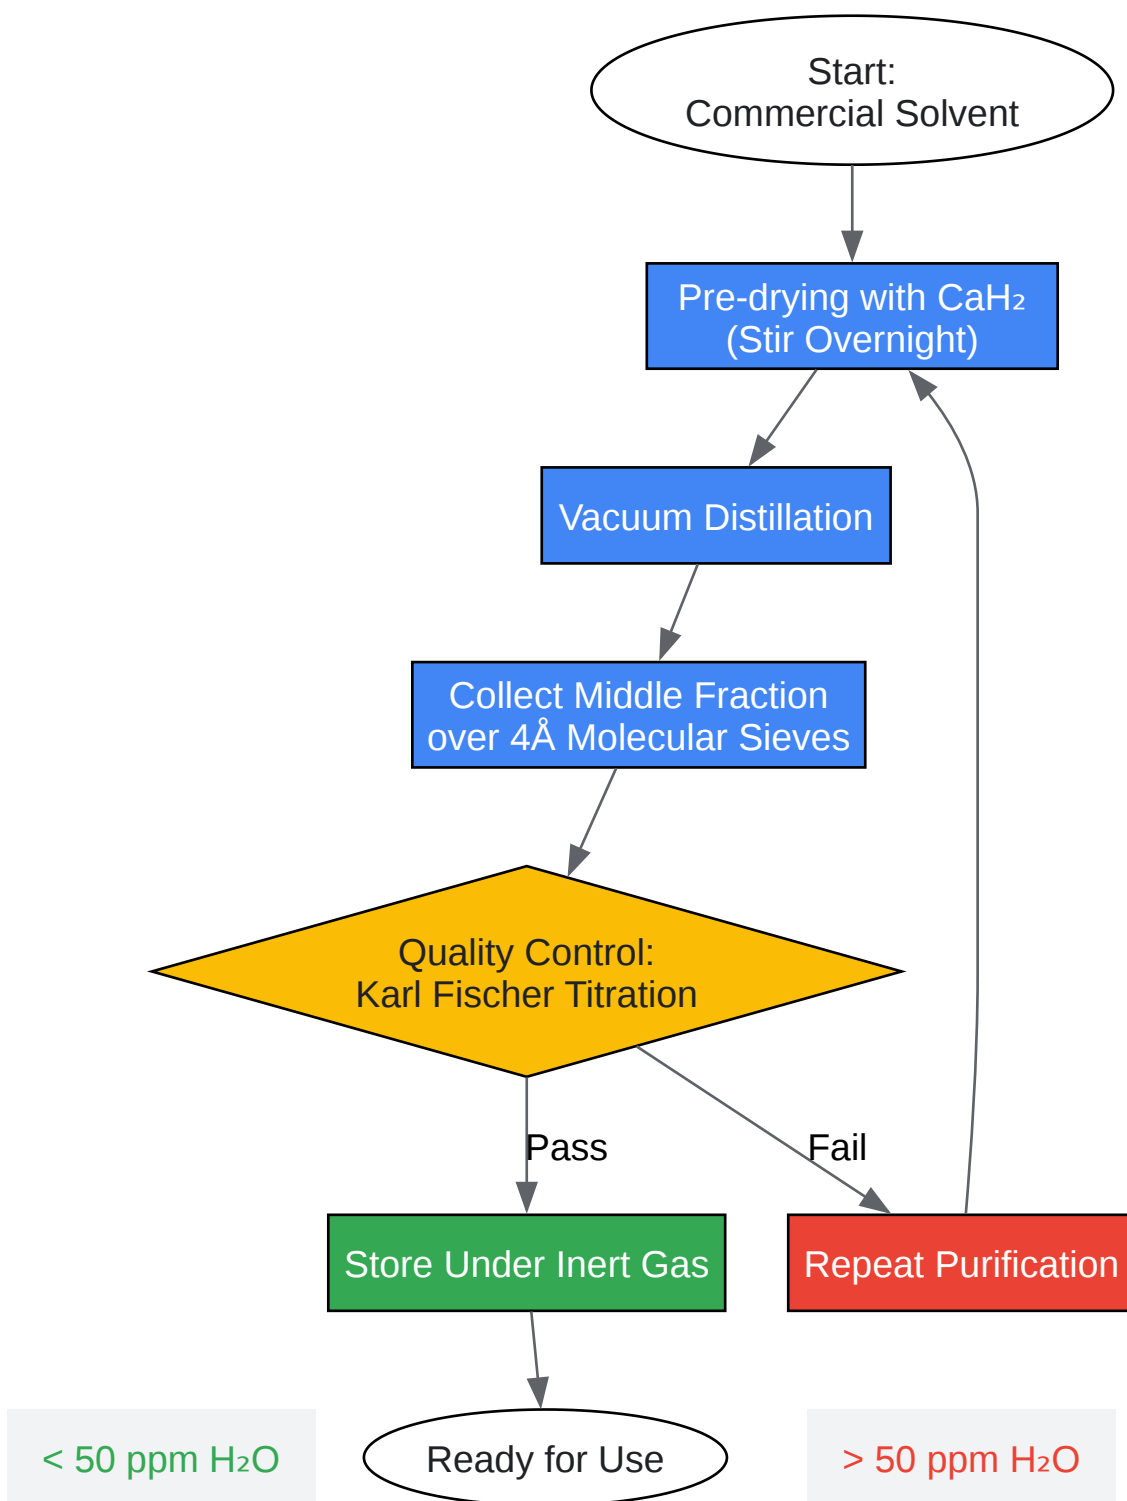 Start:
Commercial Solvent
Pre-drying with CaH₂
(Stir Overnight)
Vacuum Distillation
Collect Middle Fraction
over 4Å Molecular Sieves
Quality Control:
Karl Fischer Titration
Pass
Fail
Store Under Inert Gas
Repeat Purification
< 50 ppm H₂O
Ready for Use
> 50 ppm H₂O